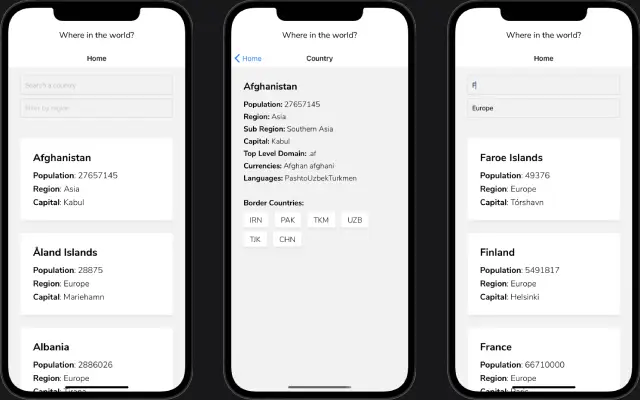 Where in the world?
Home
Search a country
Filter by region
Afghanistan
Population: 27657145
Region: Asia
Capital: Kabul
Åland Islands
Population: 28875
Region: Europe
Capital: Mariehamn
Albania
Population: 2886026
Region: Europe
Capital: Tirana
Where in the world?
Home
Country
Afghanistan
Population: 27657145
Region: Asia
Sub Region: Southern Asia
Capital: Kabul
Top Level Domain: .af
Currencies: Afghan afghani
Languages: PashtoUzbekTurkmen
Border Countries:
IRN PAK TKM UZB
TJK CHN
Where in the world?
Home
F
Europe
Faroe Islands
Population: 49376
Region: Europe
Capital: Tórshavn
Finland
Population: 5491817
Region: Europe
Capital: Helsinki
France
Population: 66710000
Region: Europe
Capital: Paris